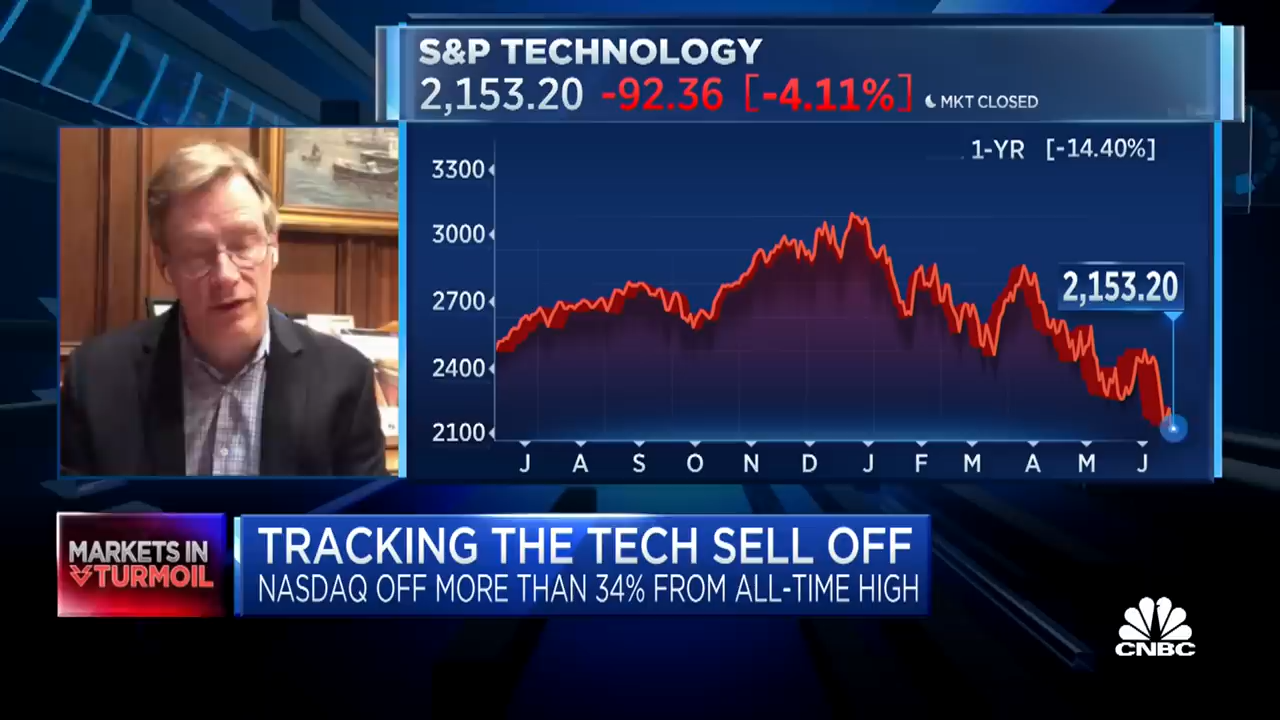 S&P TECHNOLOGY
2,153.20 -92.36 [-4.11%] MKT CLOSED
1-YR [-14.40%]
3300
3000
2700
2400
2100
2,153.20
J A S O N D J F M A M J
MARKETS IN
TURMOIL
TRACKING THE TECH SELL OFF
NASDAQ OFF MORE THAN 34% FROM ALL-TIME HIGH
CNBC